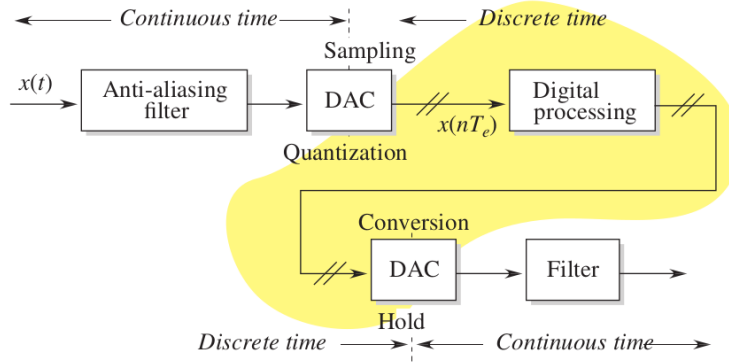 Continuous time
Discrete time
Sampling
x(t)
Anti-aliasing
filter
DAC
x(nTₑ)
Digital
processing
Quantization
Conversion
DAC
Filter
Hold
Discrete time
Continuous time